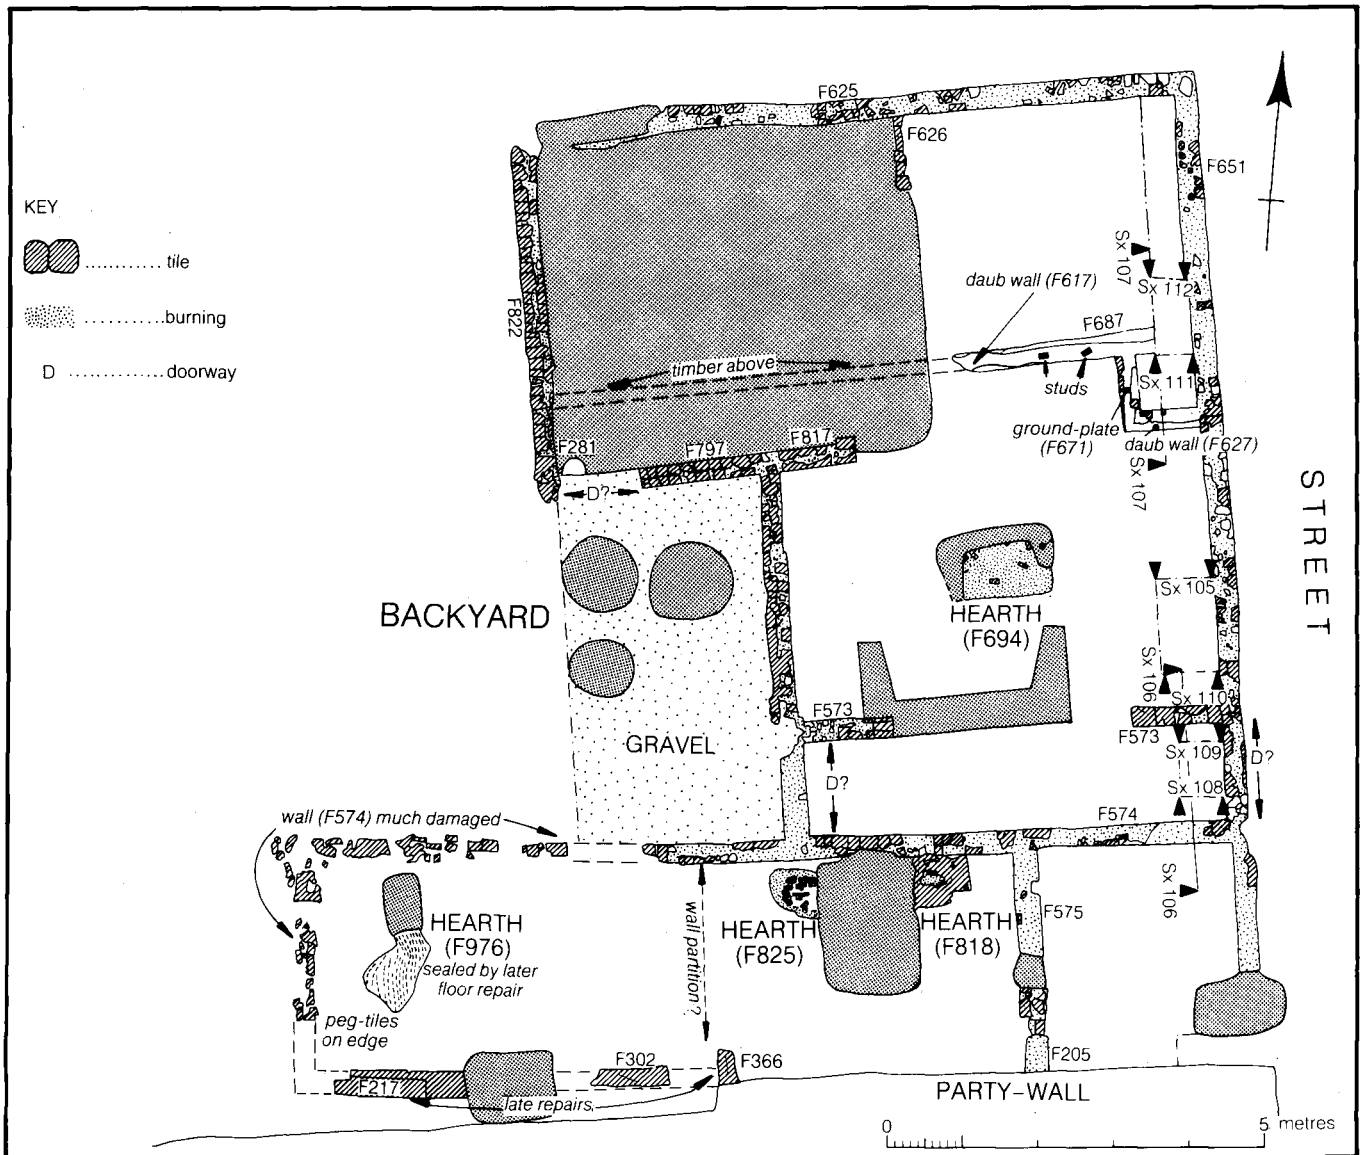 F625
F626
F651
KEY
tile
burning
D doorway
Sx 107
daub wall (F617)
Sx 112
F822
F687
timber above
studs
Sx 111
ground-plate
(F671)
daub wall (F627)
F281
F797
F817
D?
Sx 107
STREET
BACKYARD
HEARTH
(F694)
Sx 105
Sx 106
Sx 110
F573
GRAVEL
F573
Sx 109
D?
D?
Sx 108
wall (F574) much damaged
F574
HEARTH
(F976)
sealed by later
floor repair
wall partition?
HEARTH
(F825)
HEARTH
(F818)
F575
Sx 106
peg-tiles
on edge
F302
F366
F205
F217
late repairs
PARTY-WALL
0 5 metres